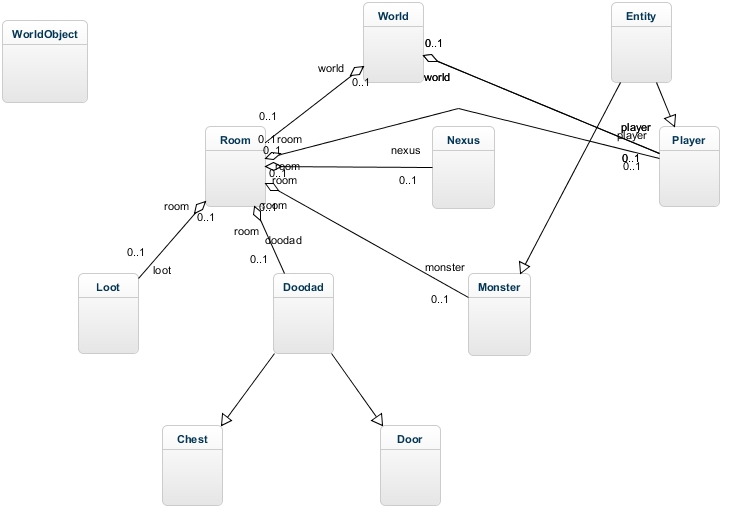 World
Entity
WorldObject
0..1
world
0..1
world
0..1
player
player
Room
0..1
room
0..1
Nexus
Player
nexus
0..1
0..1
room
0..1
room
0..1
room
0..1
room
0..1
room
doodad
0..1
loot
0..1
monster
0..1
Loot
Doodad
Monster
Chest
Door